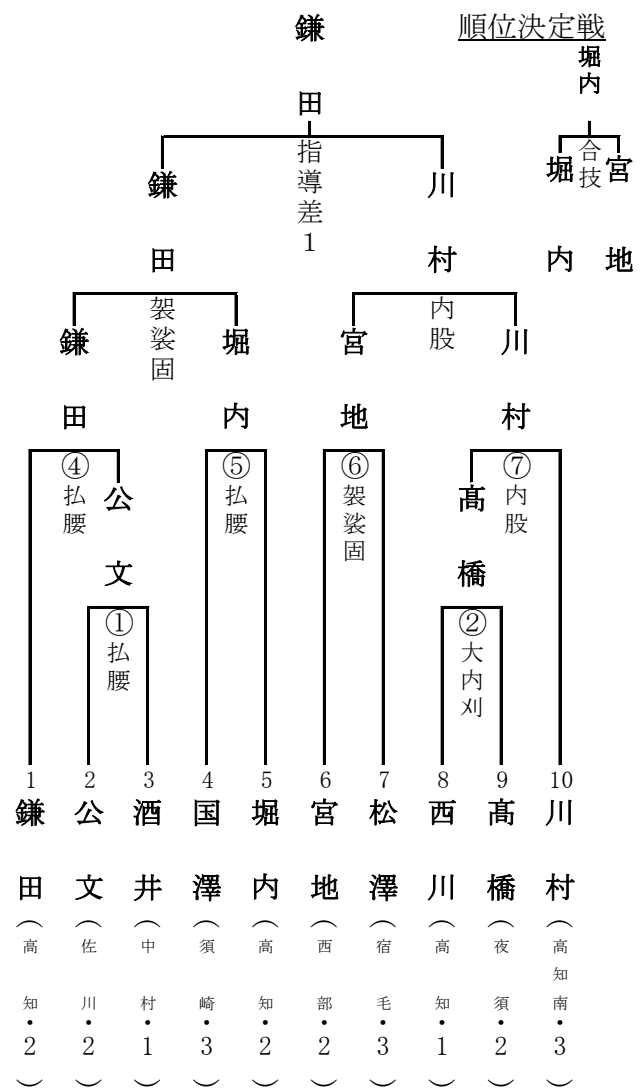 鎌田
順位決定戦
堀内
指導差1
合技
堀内
宮地
鎌田
川村
袈裟固
内股
鎌田
堀内
宮地
川村
④
払腰
⑤
払腰
⑥
袈裟固
⑦
内股
公文
髙橋
①
払腰
②
大内刈
1
鎌田(高知・2)
2
公文(佐川・2)
3
酒井(中村・1)
4
国澤(須崎・3)
5
堀内(高知・2)
6
宮地(西部・2)
7
松澤(宿毛・3)
8
西川(高知・1)
9
髙橋(夜須・2)
10
川村(高知南・3)